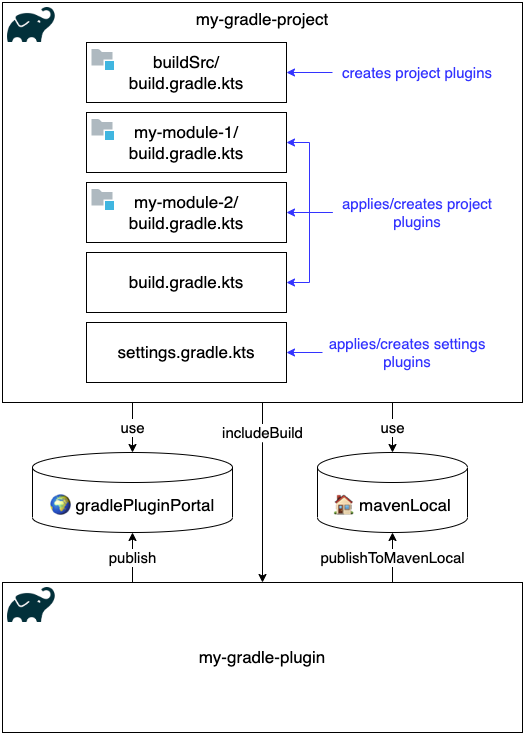 my-gradle-project
buildSrc/
build.gradle.kts
creates project plugins
my-module-1/
build.gradle.kts
my-module-2/
build.gradle.kts
applies/creates project
plugins
build.gradle.kts
settings.gradle.kts
applies/creates settings
plugins
use
includeBuild
use
gradlePluginPortal
mavenLocal
publish
publishToMavenLocal
my-gradle-plugin